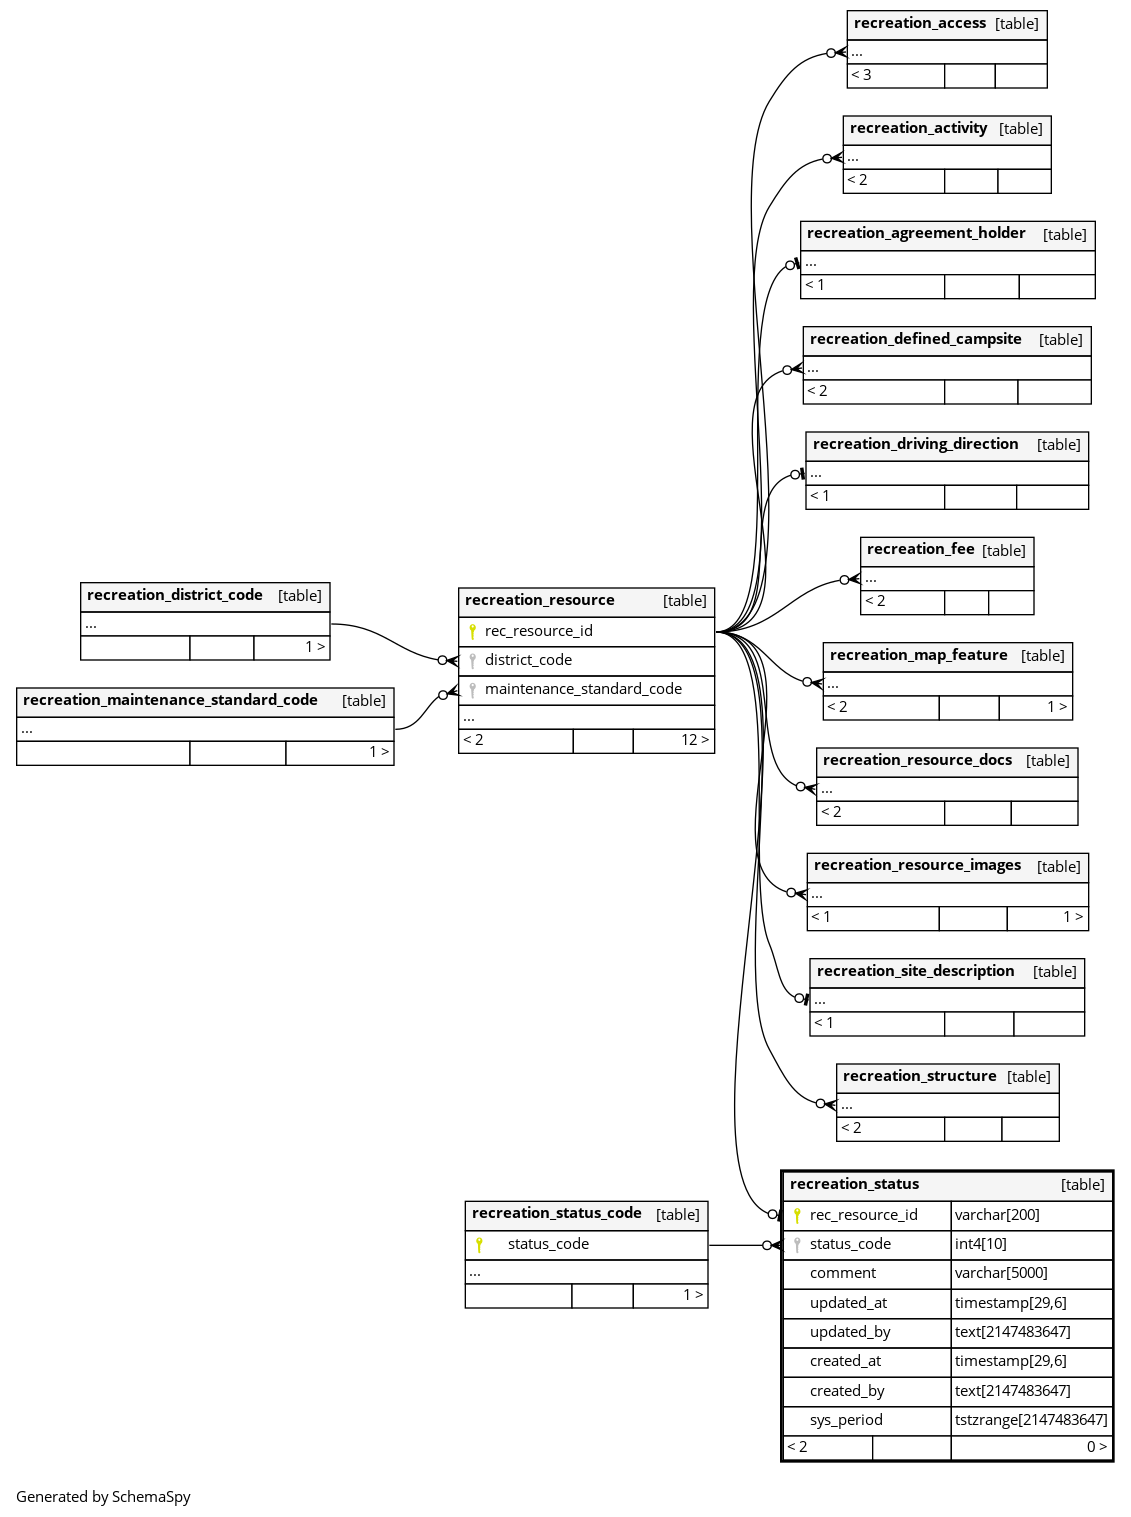 recreation_access [table]
...
< 3
recreation_activity [table]
...
< 2
recreation_agreement_holder [table]
...
< 1
recreation_defined_campsite [table]
...
< 2
recreation_driving_direction [table]
...
< 1
recreation_fee [table]
...
< 2
recreation_district_code [table]
...
1 >
recreation_maintenance_standard_code [table]
...
1 >
recreation_resource [table]
rec_resource_id
district_code
maintenance_standard_code
...
< 2 12 >
recreation_map_feature [table]
...
< 2 1 >
recreation_resource_docs [table]
...
< 2
recreation_resource_images [table]
...
< 1 1 >
recreation_site_description [table]
...
< 1
recreation_structure [table]
...
< 2
recreation_status_code [table]
status_code
...
1 >
recreation_status [table]
rec_resource_id varchar[200]
status_code int4[10]
comment varchar[5000]
updated_at timestamp[29,6]
updated_by text[2147483647]
created_at timestamp[29,6]
created_by text[2147483647]
sys_period tstzrange[2147483647]
< 2 0 >
Generated by SchemaSpy